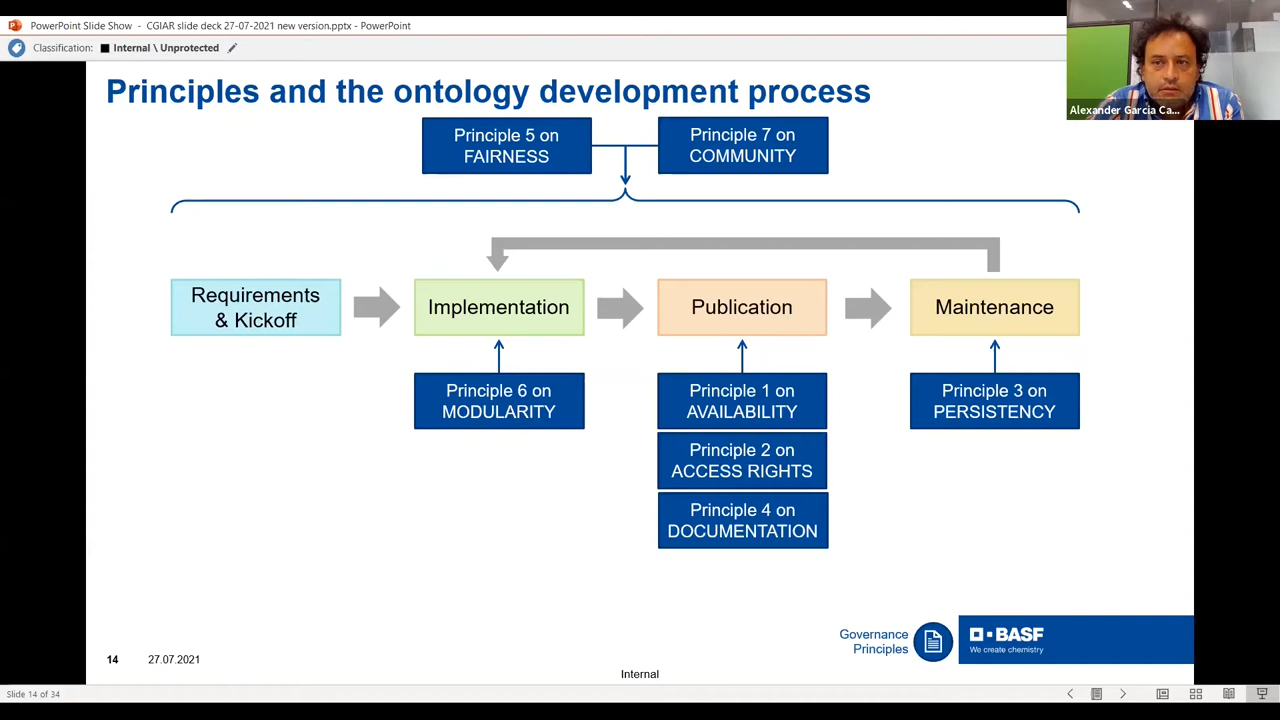 PowerPoint Slide Show - CGIAR slide deck 27-07-2021 new version.pptx - PowerPoint
Classification: Internal \ Unprotected
Alexander Garcia Ca...
Principles and the ontology development process
Principle 5 on
FAIRNESS
Principle 7 on
COMMUNITY
Requirements
& Kickoff
Implementation
Publication
Maintenance
Principle 6 on
MODULARITY
Principle 1 on
AVAILABILITY
Principle 2 on
ACCESS RIGHTS
Principle 4 on
DOCUMENTATION
Principle 3 on
PERSISTENCY
Governance
Principles
BASF
We create chemistry
14 27.07.2021
Internal
Slide 14 of 34